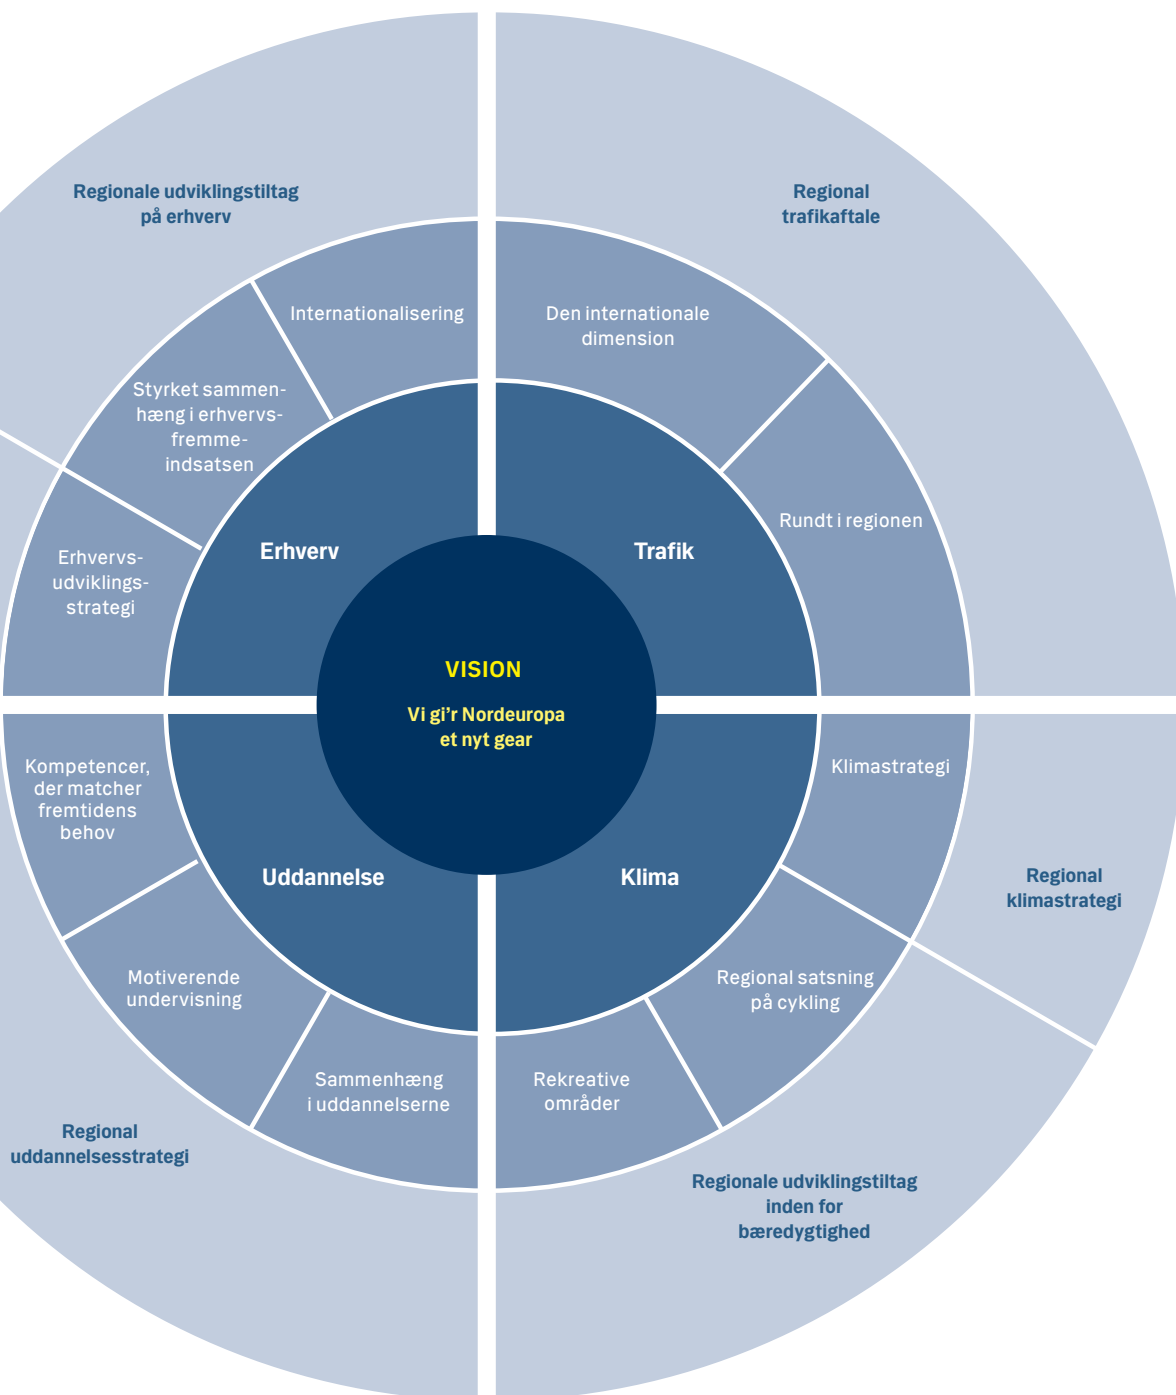 Regionale udviklingstiltag
på erhverv
Regional
trafikaftale
Internationalisering
Den internationale
dimension
Styrket sammen-
hæng i erhvervs-
fremme-
indsatsen
Rundt i regionen
Erhvervs-
udviklings-
strategi
Erhverv
Trafik
VISION
Vi gi’r Nordeuropa
et nyt gear
Kompetencer,
der matcher
fremtidens
behov
Klimastrategi
Uddannelse
Klima
Regional
klimastrategi
Motiverende
undervisning
Regional satsning
på cykling
Sammenhæng
i uddannelserne
Rekreative
områder
Regional
uddannelsesstrategi
Regionale udviklingstiltag
inden for
bæredygtighed